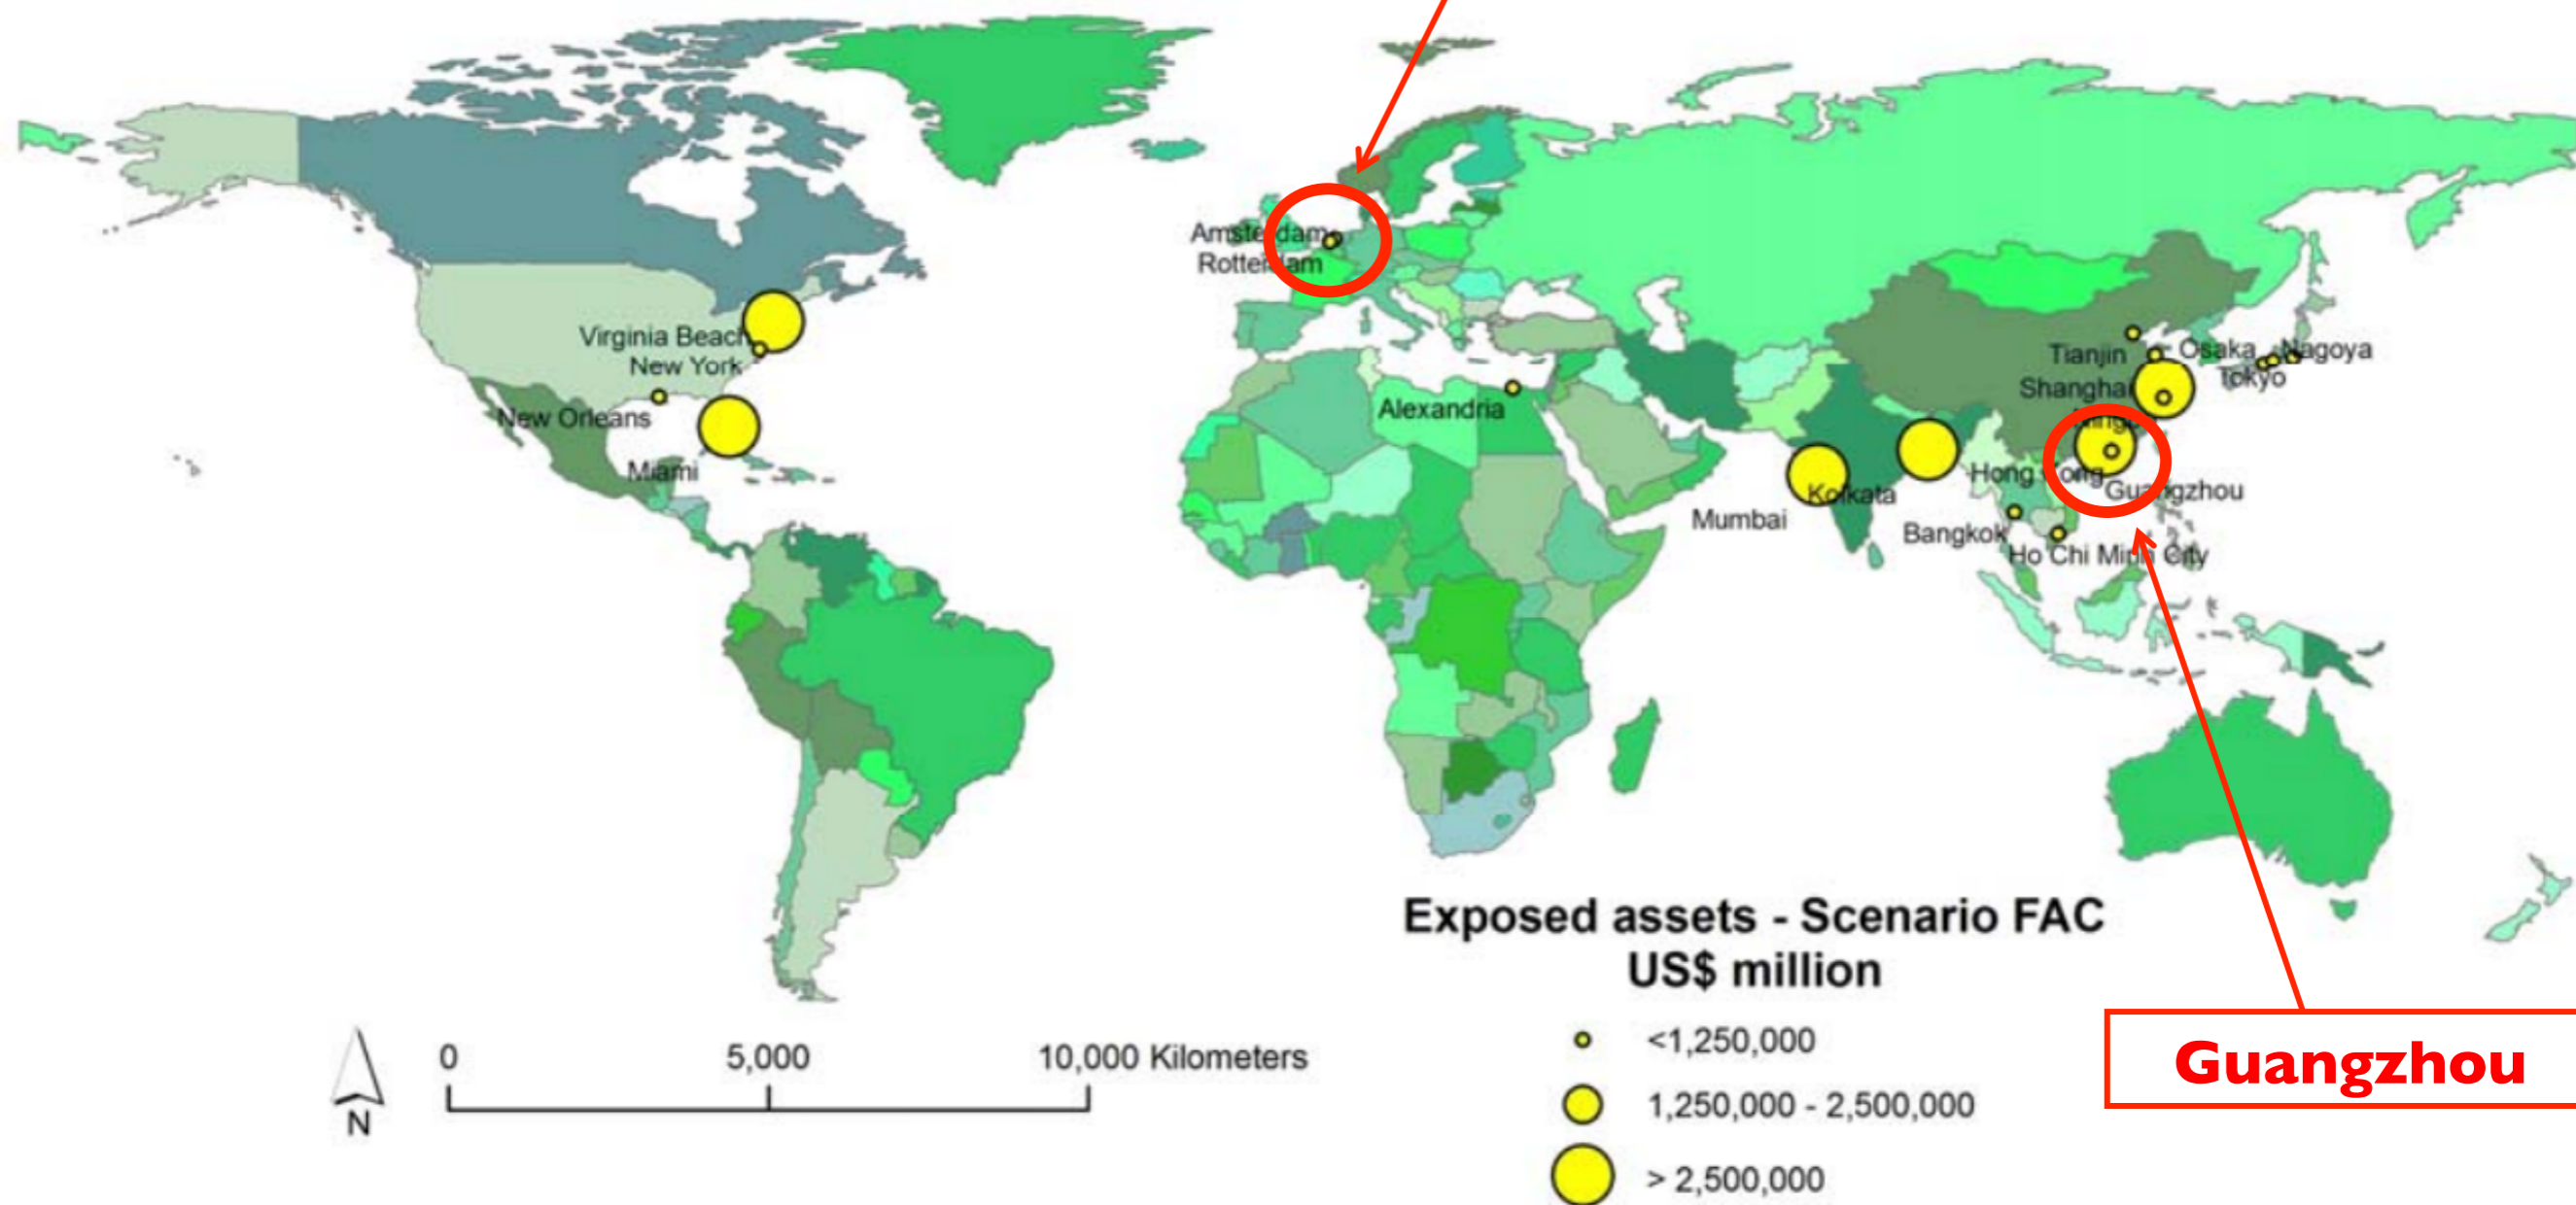 Amsterdam
Rotterdam
Virginia Beach
New York
New Orleans
Miami
Alexandria
Tianjin
Osaka
Nagoya
Tokyo
Shanghai
Hong Kong
Guangzhou
Kolkata
Mumbai
Bangkok
Ho Chi Minh City
Exposed assets - Scenario FAC
US$ million
<1,250,000
1,250,000 - 2,500,000
> 2,500,000
0 5,000 10,000 Kilometers
N
Guangzhou